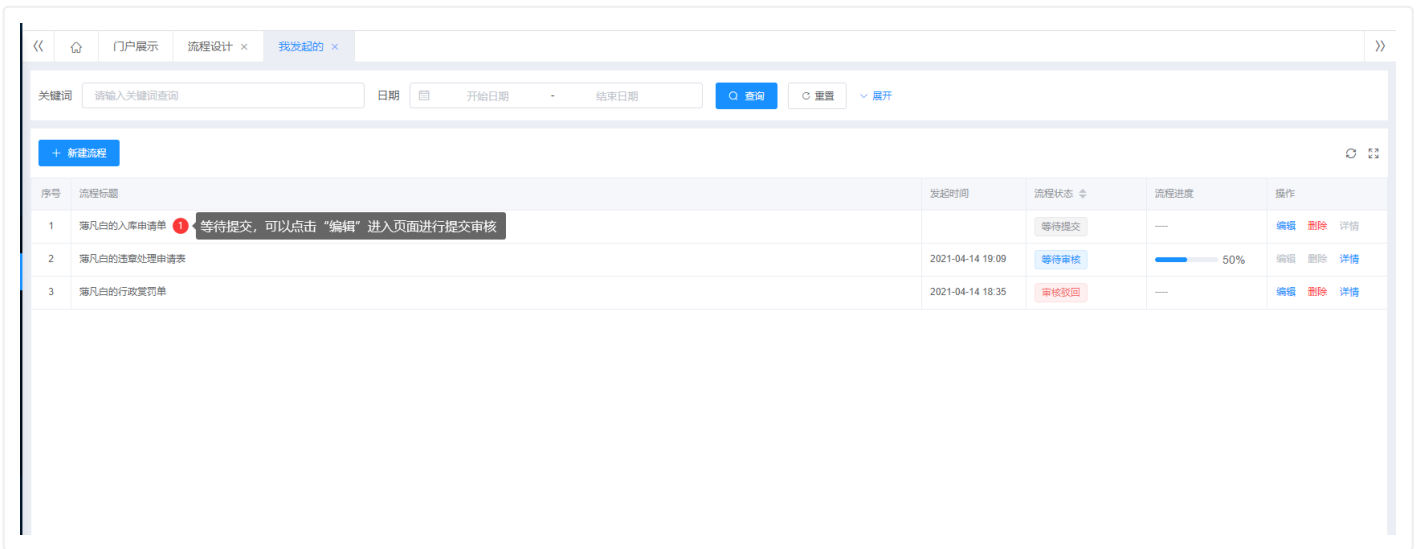 门户展示 流程设计 × 我发起的 ×
关键词 请输入关键词查询 日期 开始日期 - 结束日期 查询 重置 展开
+ 新建流程
序号 流程标题 发起时间 流程状态 流程进度 操作
1 薄凡白的入库申请单 1 等待提交，可以点击“编辑”进入页面进行提交审核 等待提交 — 编辑 删除 详情
2 薄凡白的违章处理申请表 2021-04-14 19:09 等待审核 50% 编辑 删除 详情
3 薄凡白的行政赏罚单 2021-04-14 18:35 审核驳回 — 编辑 删除 详情